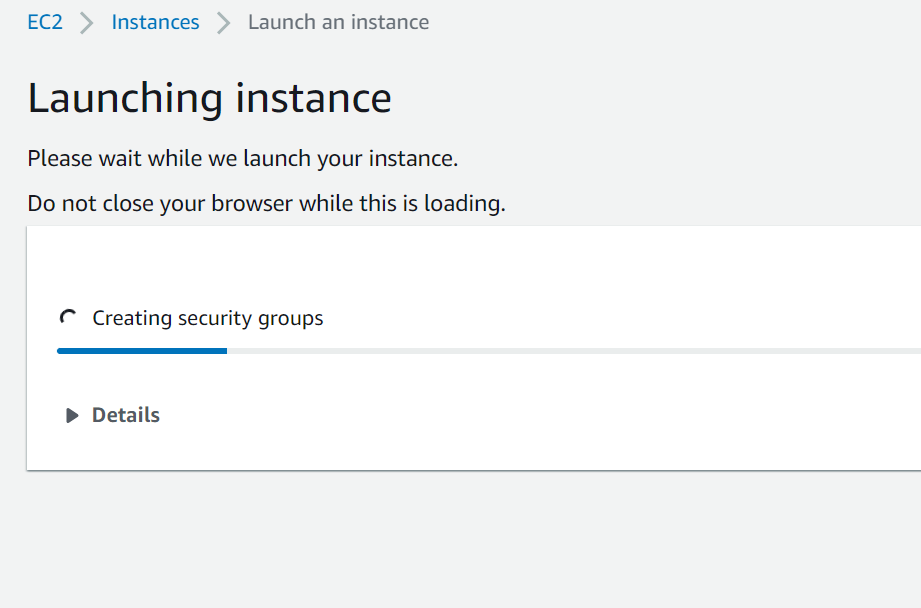 EC2 Instances Launch an instance
Launching instance
Please wait while we launch your instance.
Do not close your browser while this is loading.
Creating security groups
Details